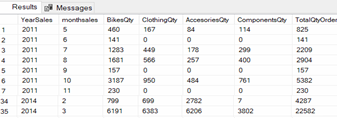 Results Messages
YearSales monthsales BikesQty ClothingQty AccesoriesQty ComponentsQty TotalQtyOrder
1 2011 5 460 167 84 114 825
2 2011 6 141 0 0 0 141
3 2011 7 1283 449 178 299 2209
4 2011 8 1681 566 257 400 2904
5 2011 9 157 0 0 0 157
6 2011 10 3187 950 484 761 5382
7 2011 11 230 0 0 0 230
34 2014 2 799 699 2782 7 4287
35 2014 3 6191 6383 6206 3802 22582